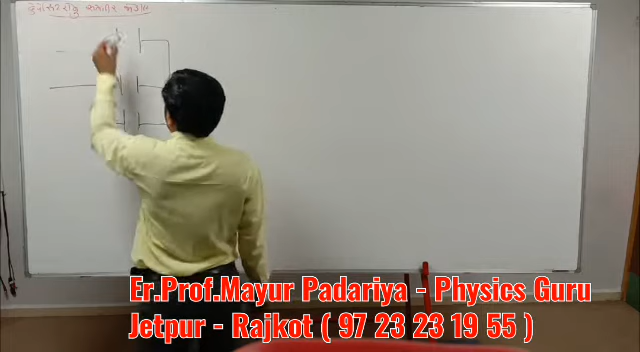 Er.Prof.Mayur Padariya - Physics Guru
Jetpur - Rajkot ( 97 23 23 19 55 )